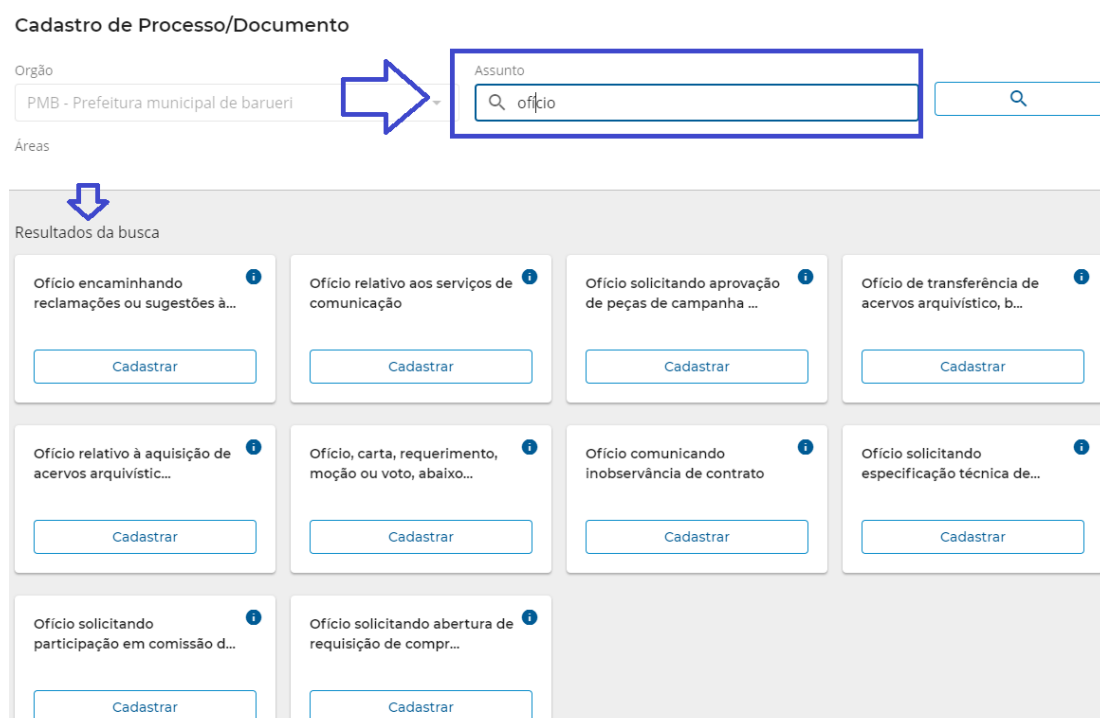 Cadastro de Processo/Documento
Orgão
Assunto
PMB - Prefeitura municipal de barueri
ofício
Áreas
Resultados da busca
Ofício encaminhando
reclamações ou sugestões à...
Cadastrar
Ofício relativo aos serviços de
comunicação
Cadastrar
Ofício solicitando aprovação
de peças de campanha ...
Cadastrar
Ofício de transferência de
acervos arquivístico, b...
Cadastrar
Ofício relativo à aquisição de
acervos arquivístic...
Cadastrar
Ofício, carta, requerimento,
moção ou voto, abaixo...
Cadastrar
Ofício comunicando
inobservância de contrato
Cadastrar
Ofício solicitando
especificação técnica de...
Cadastrar
Ofício solicitando
participação em comissão d...
Cadastrar
Ofício solicitando abertura de
requisição de compr...
Cadastrar